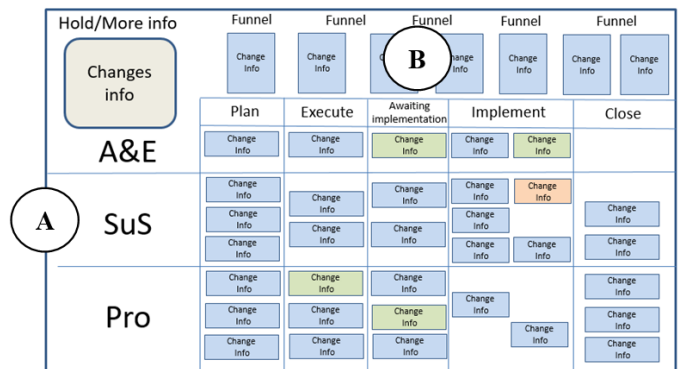 Hold/More info
Funnel
Funnel
Funnel
Funnel
Funnel
Changes
info
Change
Info
Change
Info
B
hange
Info
Change
Info
Change
Info
Change
Info
Plan
Execute
Awaiting
implementation
Implement
Close
A&E
Change
Info
Change
Info
Change
Info
Change
Info
Change
Info
A
SuS
Change
Info
Change
Info
Change
Info
Change
Info
Change
Info
Change
Info
Change
Info
Change
Info
Change
Info
Change
Info
Change
Info
Change
Info
Change
Info
Change
Info
Pro
Change
Info
Change
Info
Change
Info
Change
Info
Change
Info
Change
Info
Change
Info
Change
Info
Change
Info
Change
Info
Change
Info
Change
Info
Change
Info
Change
Info